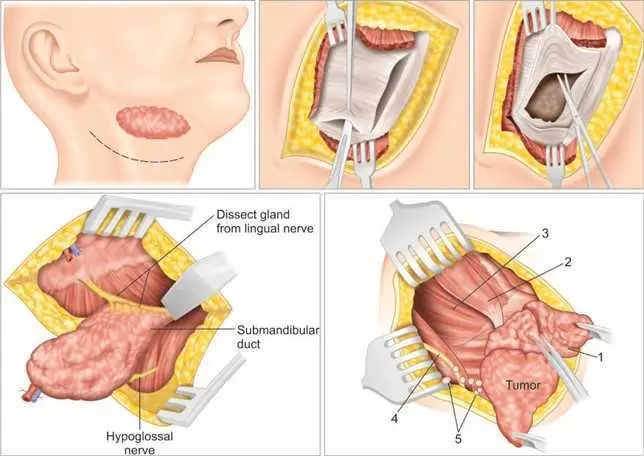 Dissect gland
from lingual nerve
Submandibular
duct
Hypoglossal
nerve
3
2
1
Tumor
4
5